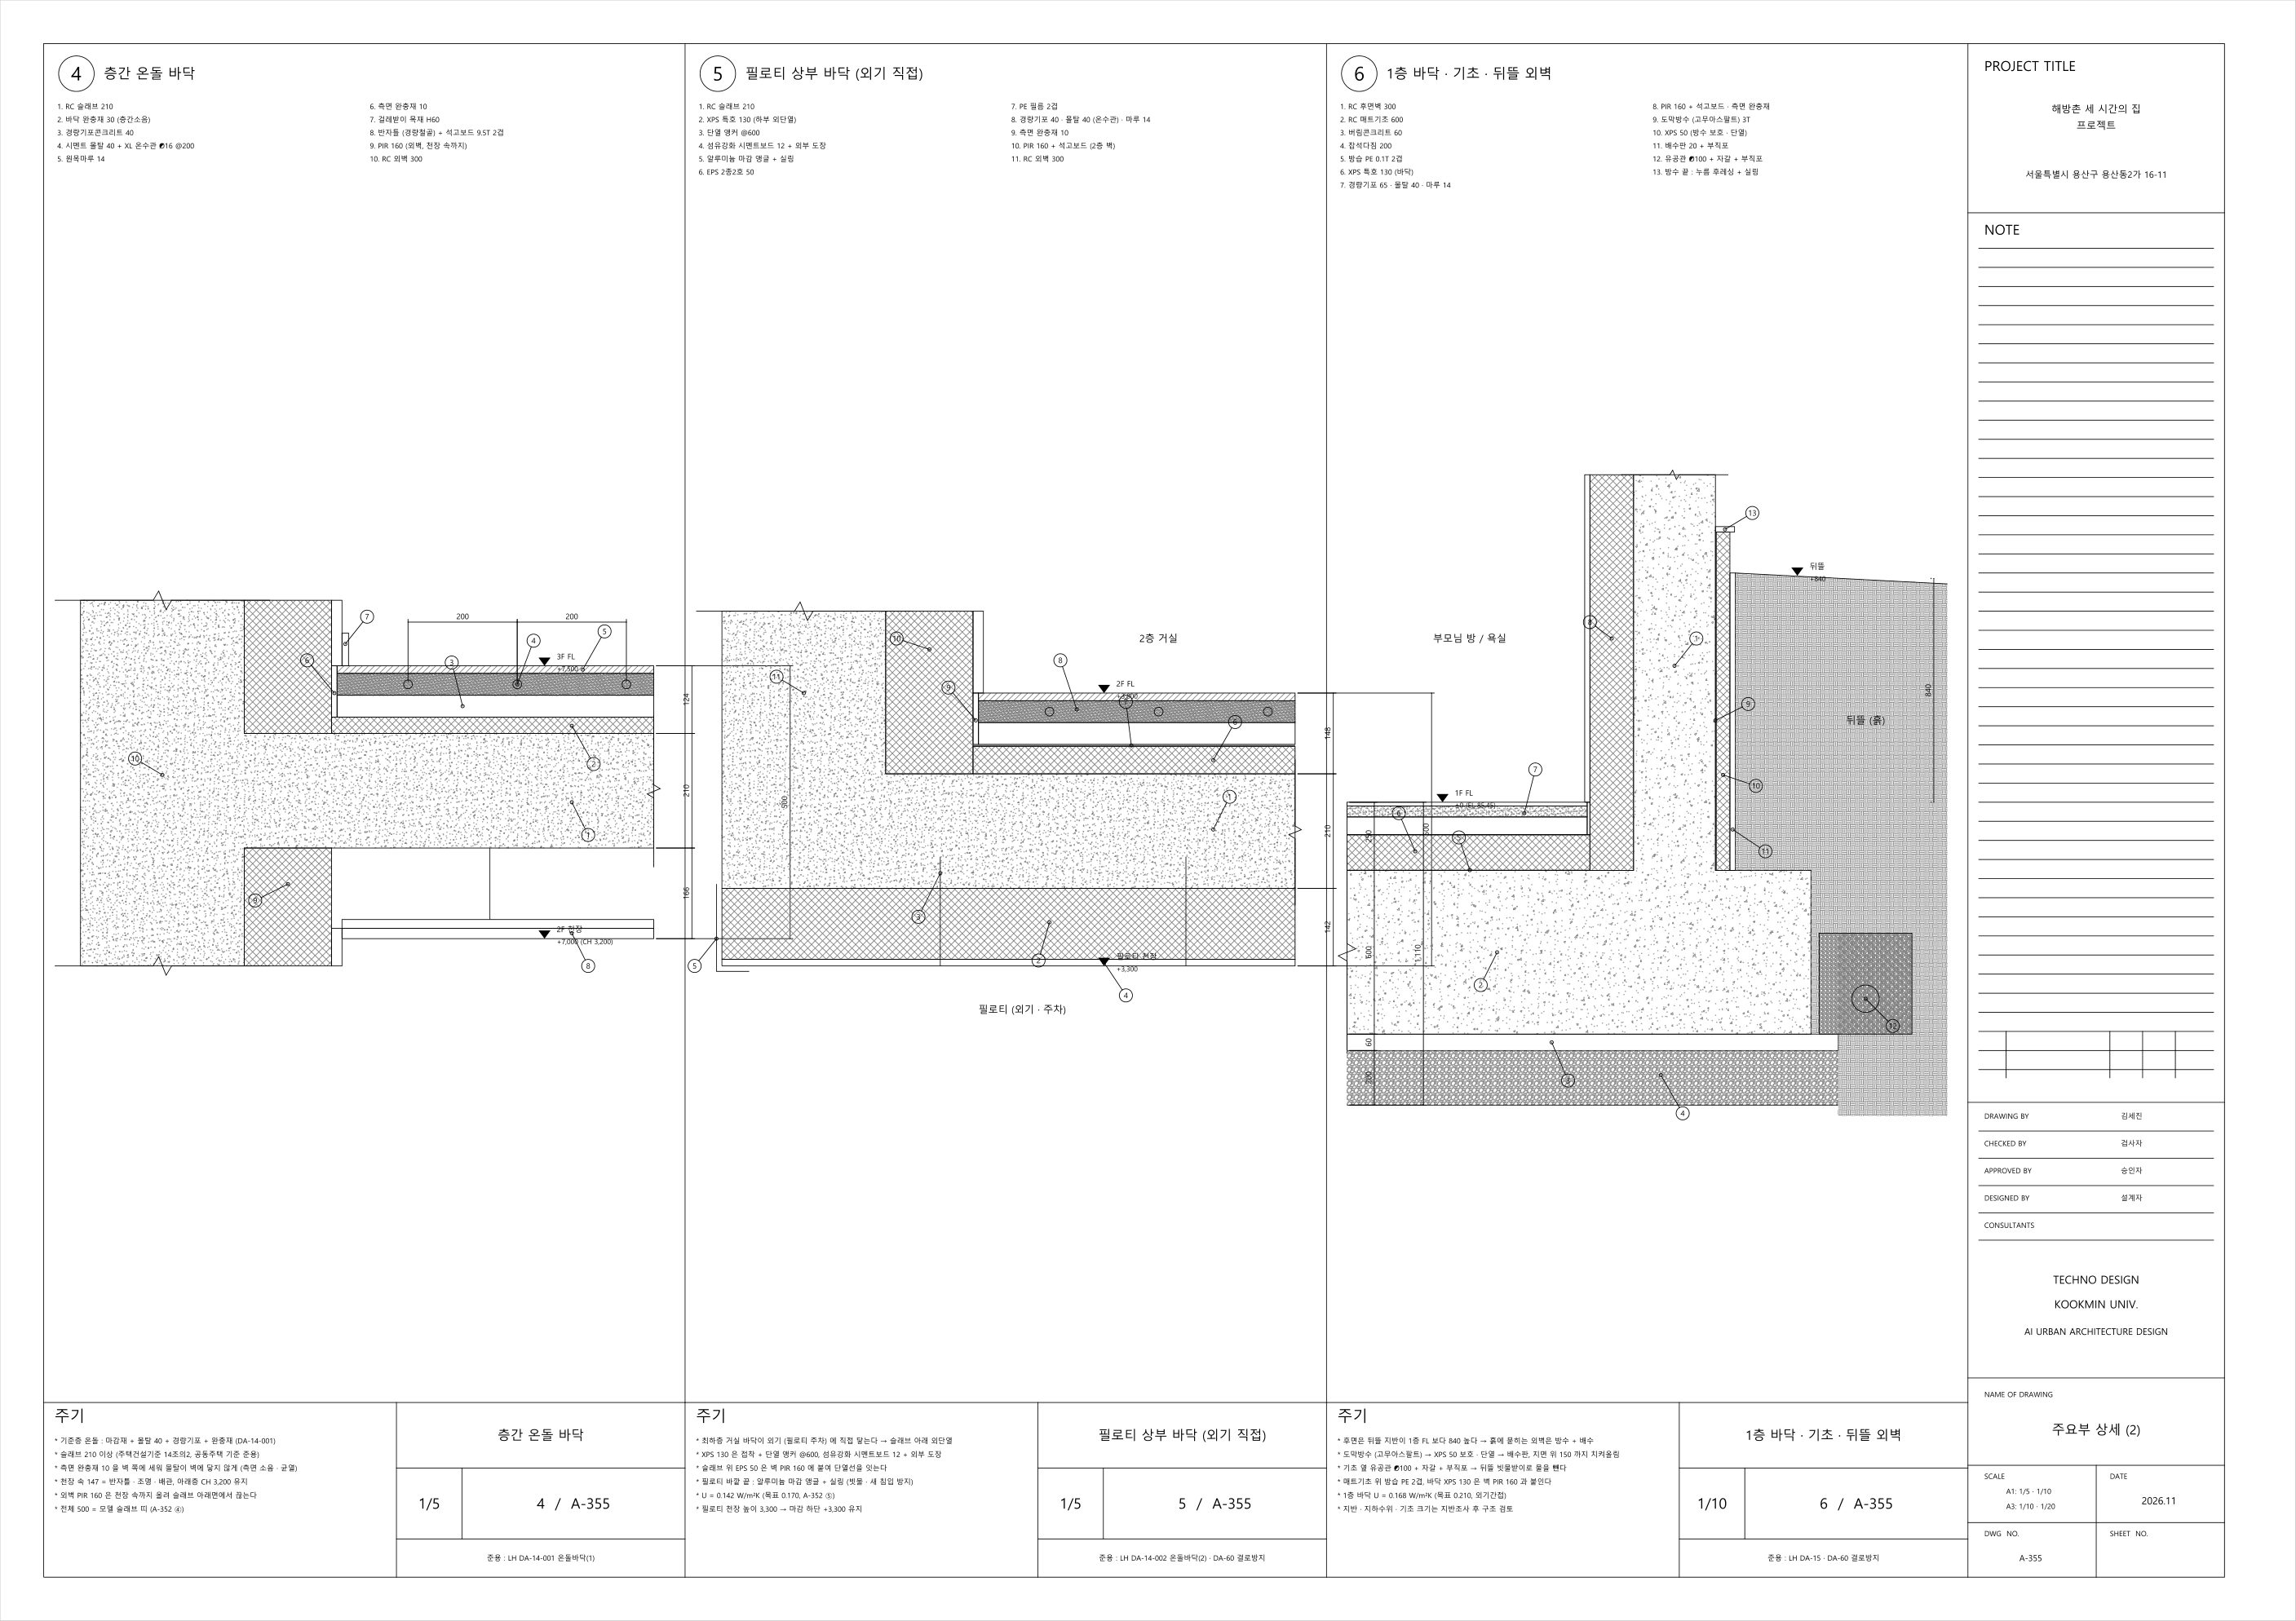 4 층간 온돌 바닥
1. RC 슬래브 210
2. 바닥 완충재 30 (층간소음)
3. 경량기포콘크리트 40
4. 시멘트 몰탈 40 + XL 온수관 16 @200
5. 원목마루 14
6. 측면 완충재 10
7. 걸레받이 목재 H60
8. 반자틀 (경량철골) + 석고보드 9.5T 2겹
9. PIR 160 (외벽, 천장 속까지)
10. RC 외벽 300
5 필로티 상부 바닥 (외기 직접)
1. RC 슬래브 210
2. XPS 특호 130 (하부 외단열)
3. 단열 앵커 @600
4. 섬유강화 시멘트보드 12 + 외부 도장
5. 알루미늄 마감 앵글 + 실링
6. EPS 2종2호 50
7. PE 필름 2겹
8. 경량기포 40 · 몰탈 40 (온수관) · 마루 14
9. 측면 완충재 10
10. PIR 160 + 석고보드 (2층 벽)
11. RC 외벽 300
6 1층 바닥 · 기초 · 뒤뜰 외벽
1. RC 후면벽 300
2. RC 매트기초 600
3. 버림콘크리트 60
4. 잡석다짐 200
5. 방습 PE 0.1T 2겹
6. XPS 특호 130 (바닥)
7. 경량기포 65 · 몰탈 40 · 마루 14
8. PIR 160 + 석고보드 · 측면 완충재
9. 도막방수 (고무아스팔트) 3T
10. XPS 50 (방수 보호 · 단열)
11. 배수판 20 + 부직포
12. 유공관 100 + 자갈 + 부직포
13. 방수 끝 : 누름 후레싱 + 실링
200
200
3F FL
+7,500
2F 천장
+7,000 (CH 3,200)
124
210
166
500
1
2
3
4
5
6
7
8
9
10
2층 거실
2F FL
필로티 천장
+3,300
필로티 (외기 · 주차)
148
210
142
500
1
2
3
4
5
6
8
9
10
11
부모님 방 / 욕실
1F FL
뒤뜰
+840
뒤뜰 (흙)
840
250
600
60
200
1,110
1
2
3
4
5
6
7
8
9
10
11
12
13
주기
* 기준층 온돌 : 마감재 + 몰탈 40 + 경량기포 + 완충재 (DA-14-001)
* 슬래브 210 이상 (주택건설기준 14조의2, 공동주택 기준 준용)
* 측면 완충재 10 을 벽 쪽에 세워 몰탈이 벽에 닿지 않게 (측면 소음 · 균열)
* 천장 속 147 = 반자틀 · 조명 · 배관, 아래층 CH 3,200 유지
* 외벽 PIR 160 은 천장 속까지 올려 슬래브 아래면에서 끊는다
* 전체 500 = 모델 슬래브 띠 (A-352 ④)
층간 온돌 바닥
1/5
4 / A-355
준용 : LH DA-14-001 온돌바닥(1)
주기
* 최하층 거실 바닥이 외기 (필로티 주차) 에 직접 닿는다 → 슬래브 아래 외단열
* XPS 130 은 접착 + 단열 앵커 @600, 섬유강화 시멘트보드 12 + 외부 도장
* 슬래브 위 EPS 50 은 벽 PIR 160 에 붙여 단열선을 잇는다
* 필로티 바깥 끝 : 알루미늄 마감 앵글 + 실링 (빗물 · 새 침입 방지)
* U = 0.142 W/m²K (목표 0.170, A-352 ⑤)
* 필로티 천장 높이 3,300 → 마감 하단 +3,300 유지
필로티 상부 바닥 (외기 직접)
1/5
5 / A-355
준용 : LH DA-14-002 온돌바닥(2) · DA-60 결로방지
주기
* 후면은 뒤뜰 지반이 1층 FL 보다 840 높다 → 흙에 묻히는 외벽은 방수 + 배수
* 도막방수 (고무아스팔트) → XPS 50 보호 · 단열 → 배수판, 지면 위 150 까지 치켜올림
* 기초 옆 유공관 100 + 자갈 + 부직포 → 뒤뜰 빗물받이로 물을 뺀다
* 매트기초 위 방습 PE 2겹, 바닥 XPS 130 은 벽 PIR 160 과 붙인다
* 1층 바닥 U = 0.168 W/m²K (목표 0.210, 외기간접)
* 지반 · 지하수위 · 기초 크기는 지반조사 후 구조 검토
1층 바닥 · 기초 · 뒤뜰 외벽
1/10
6 / A-355
준용 : LH DA-15 · DA-60 결로방지
PROJECT TITLE
해방촌 세 시간의 집
프로젝트
서울특별시 용산구 용산동2가 16-11
NOTE
DRAWING BY 김세진
CHECKED BY 검사자
APPROVED BY 승인자
DESIGNED BY 설계자
CONSULTANTS
TECHNO DESIGN
KOOKMIN UNIV.
AI URBAN ARCHITECTURE DESIGN
NAME OF DRAWING
주요부 상세 (2)
SCALE
A1: 1/5 · 1/10
A3: 1/10 · 1/20
DATE
2026.11
DWG NO.
A-355
SHEET NO.